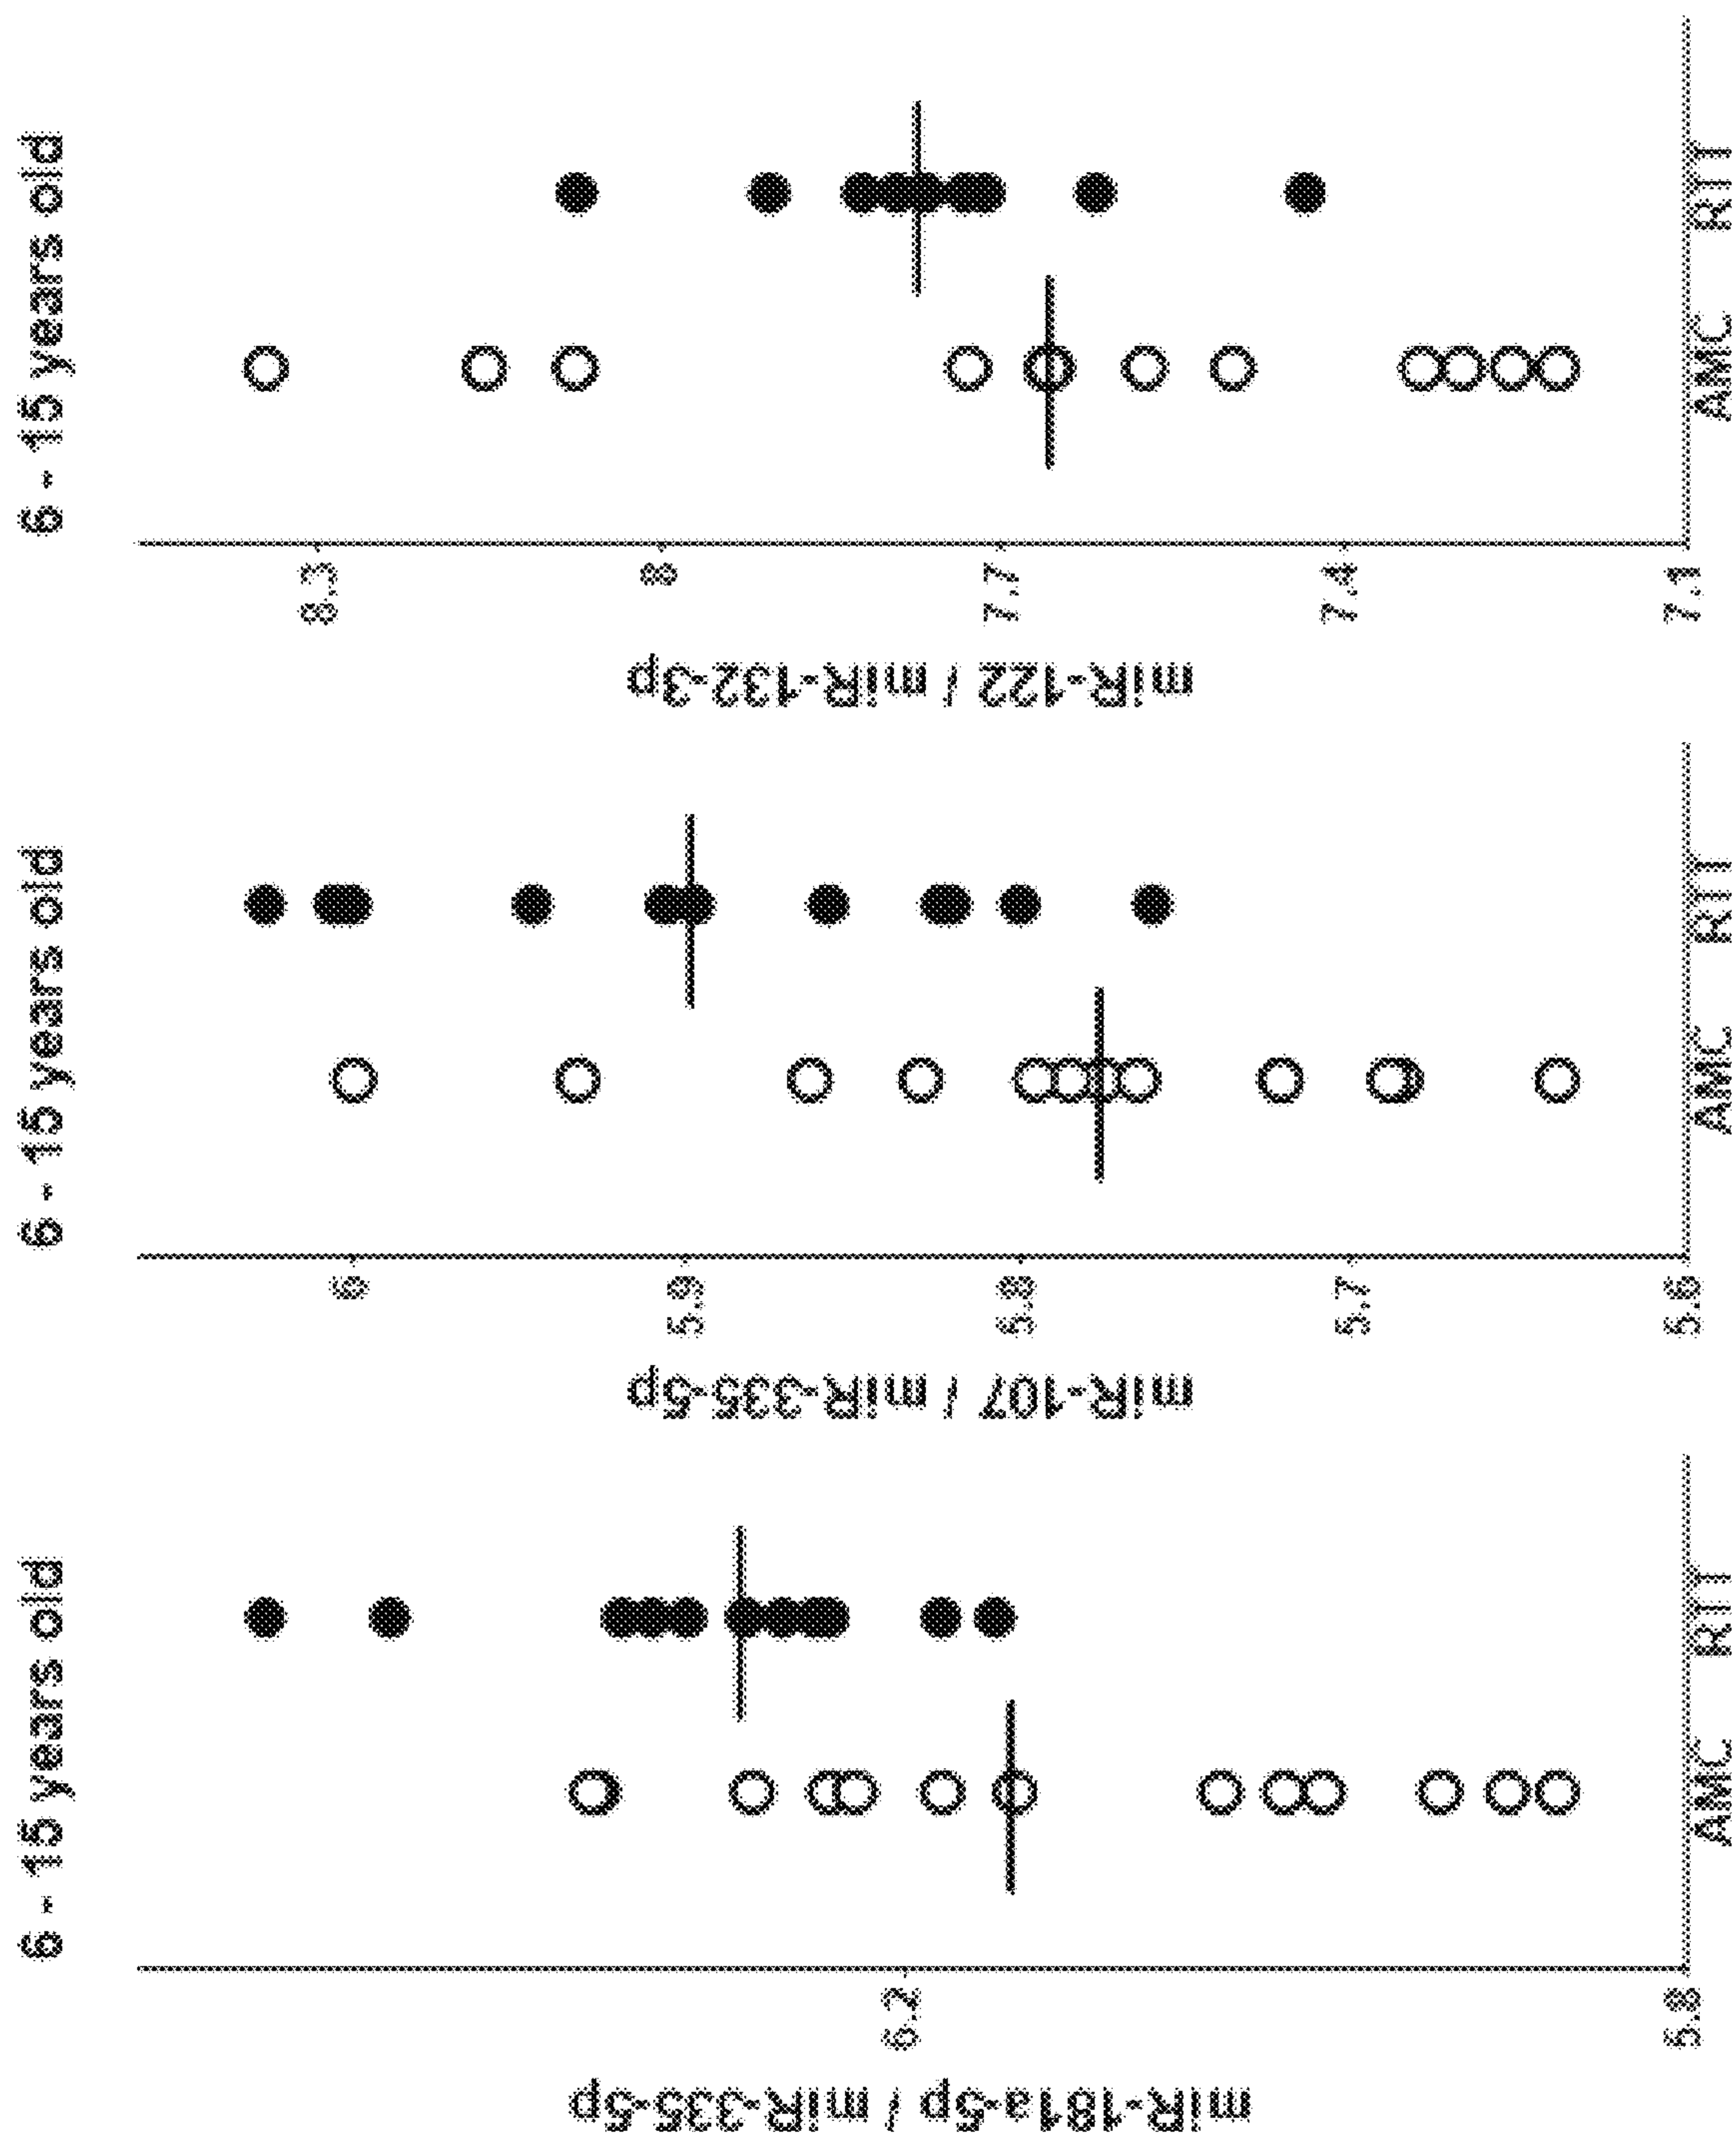 6 - 15 years old
miR-181a-5p / miR-335-5p
6.2
5.8
AMC RTT
6 - 15 years old
miR-107 / miR-335-5p
6
5.9
5.8
5.7
5.6
AMC RTT
6 - 15 years old
miR-122 / miR-132-3p
8.3
8
7.7
7.4
7.1
AMC RTT